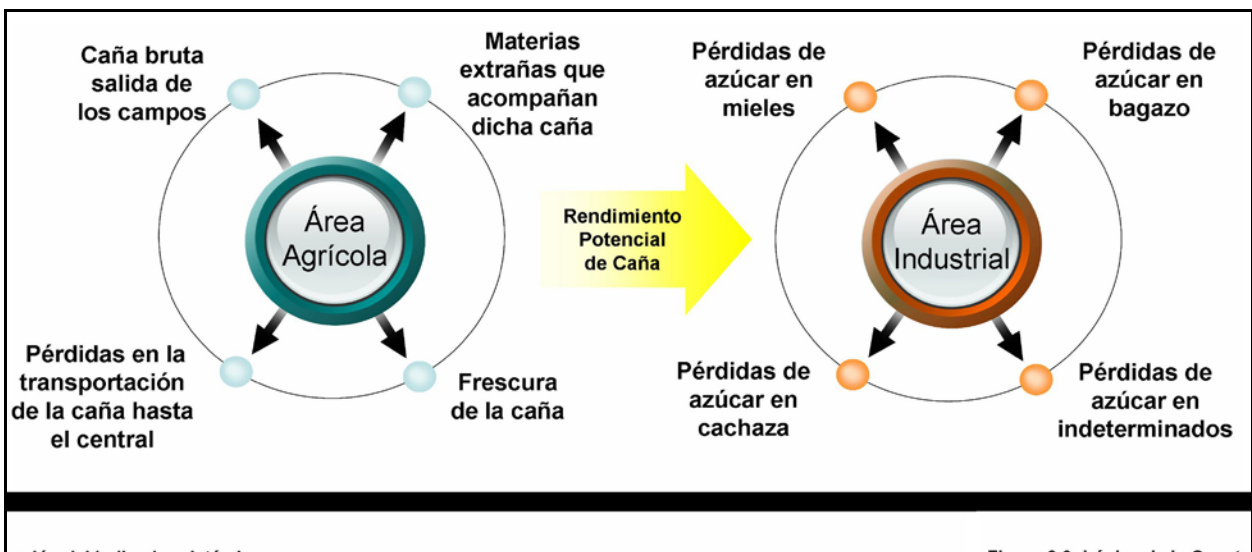 Caña bruta
salida de
los campos
Materias
extrañas que
acompañan
dicha caña
Área
Agrícola
Pérdidas en la
transportación
de la caña hasta
el central
Frescura
de la caña
Rendimiento
Potencial
de Caña
Pérdidas de
azúcar en
mieles
Pérdidas de
azúcar en
bagazo
Área
Industrial
Pérdidas de
azúcar en
cachaza
Pérdidas de
azúcar en
indeterminados